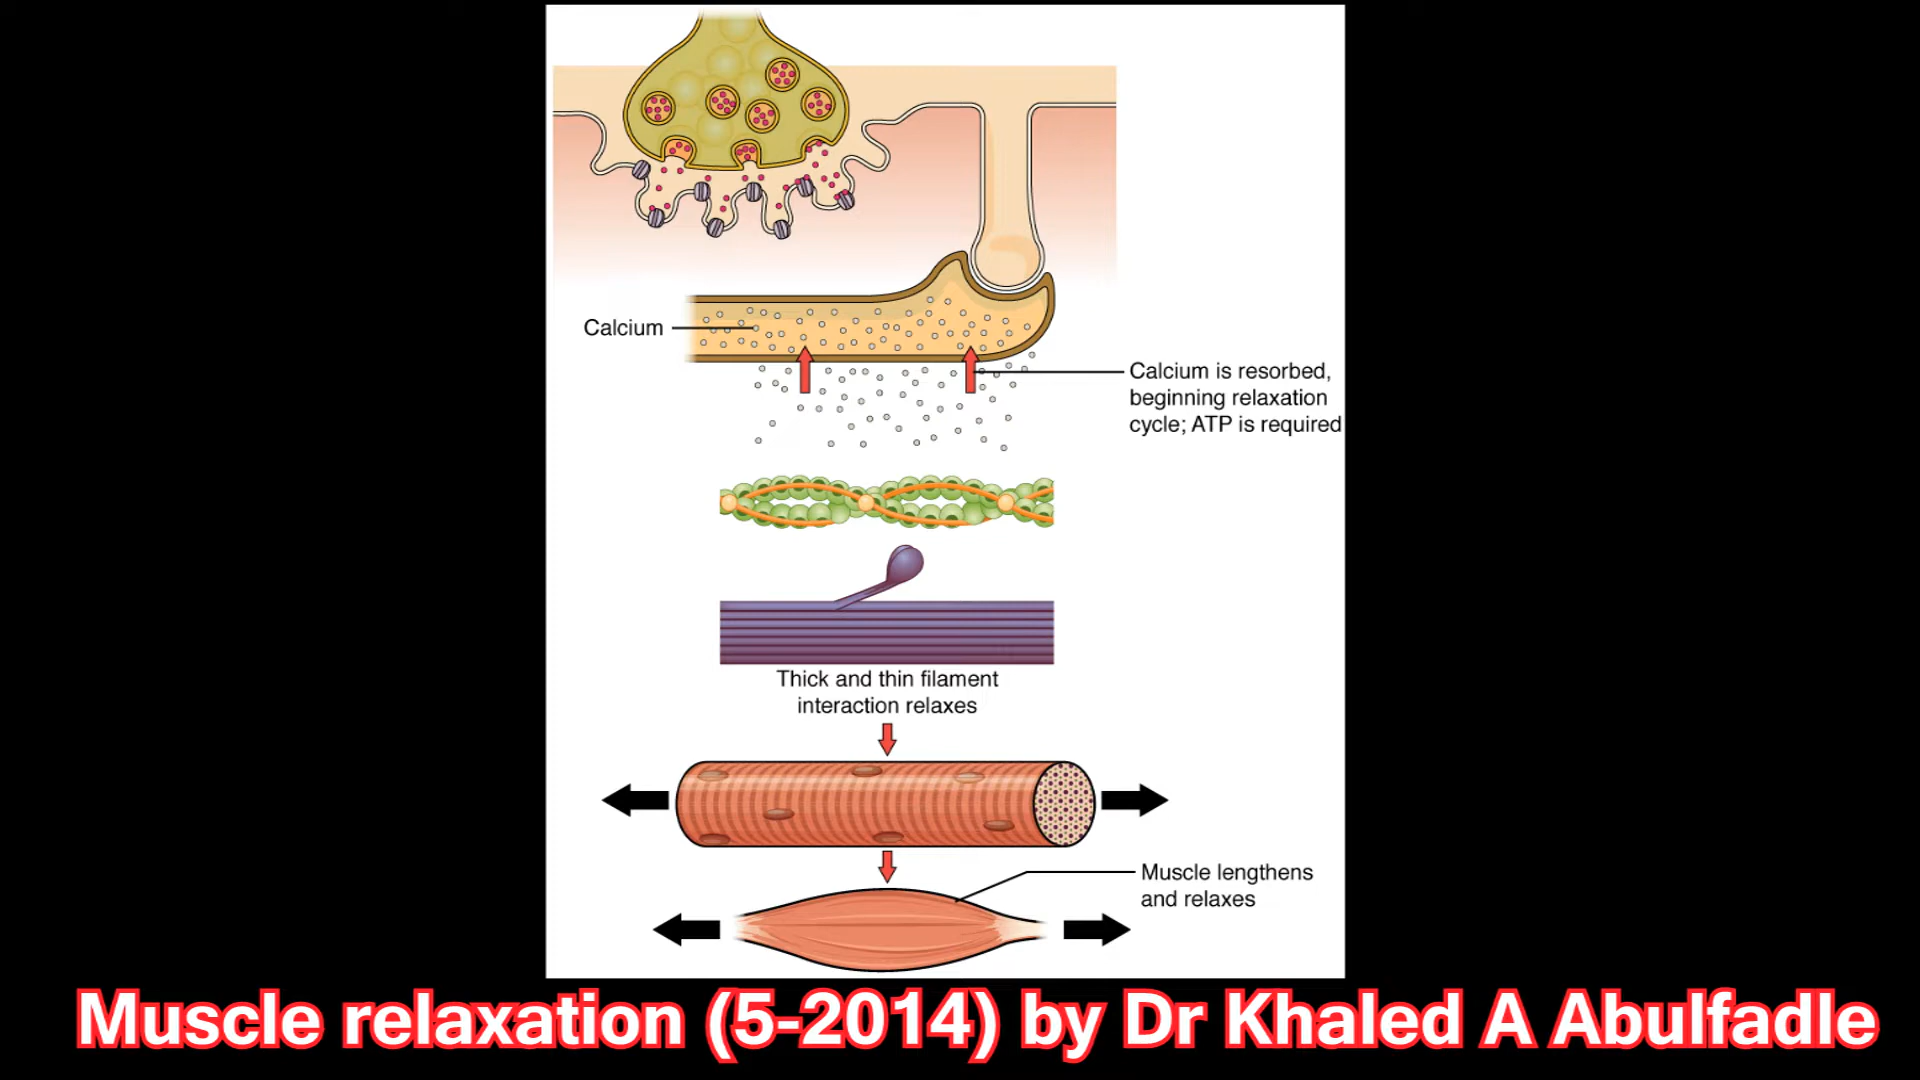 Calcium
Calcium is resorbed,
beginning relaxation
cycle; ATP is required
Thick and thin filament
interaction relaxes
Muscle lengthens
and relaxes
Muscle relaxation (5-2014) by Dr Khaled A Abulfadle